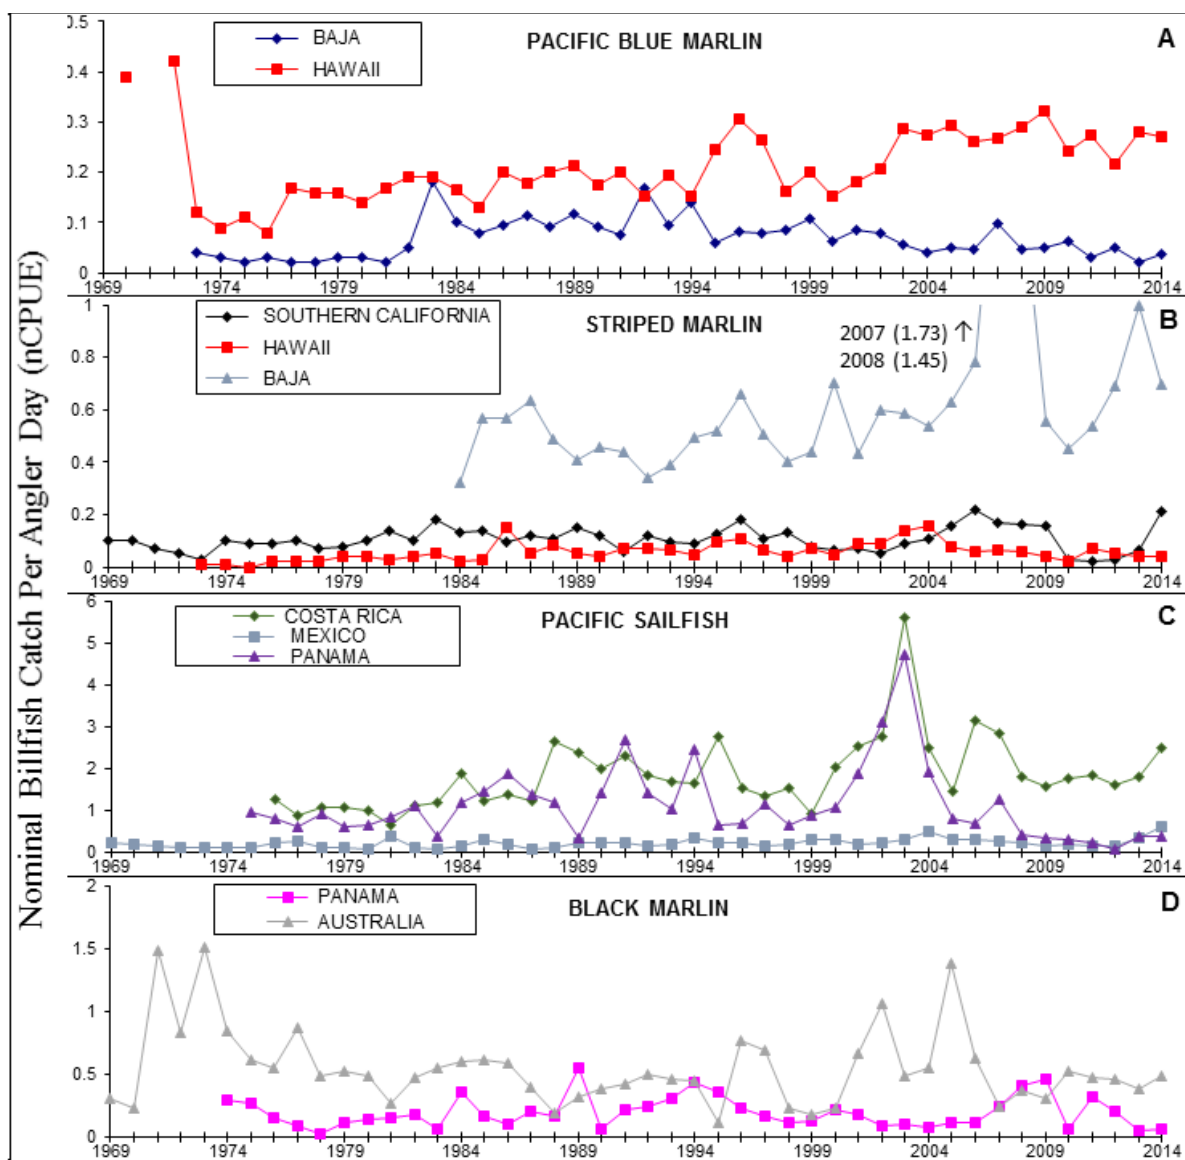 Nominal Billfish Catch Per Angler Day (nCPUE)
PACIFIC BLUE MARLIN
A
BAJA
HAWAII
0.5
0.4
0.3
0.2
0.1
0
1969 1974 1979 1984 1989 1994 1999 2004 2009 2014
STRIPED MARLIN
B
SOUTHERN CALIFORNIA
HAWAII
BAJA
2007 (1.73) ↑
2008 (1.45)
1
0.8
0.6
0.4
0.2
0
1969 1974 1979 1984 1989 1994 1999 2004 2009 2014
PACIFIC SAILFISH
C
COSTA RICA
MEXICO
PANAMA
6
5
4
3
2
1
0
1969 1974 1979 1984 1989 1994 1999 2004 2009 2014
BLACK MARLIN
D
PANAMA
AUSTRALIA
2
1.5
1
0.5
0
1969 1974 1979 1984 1989 1994 1999 2004 2009 2014